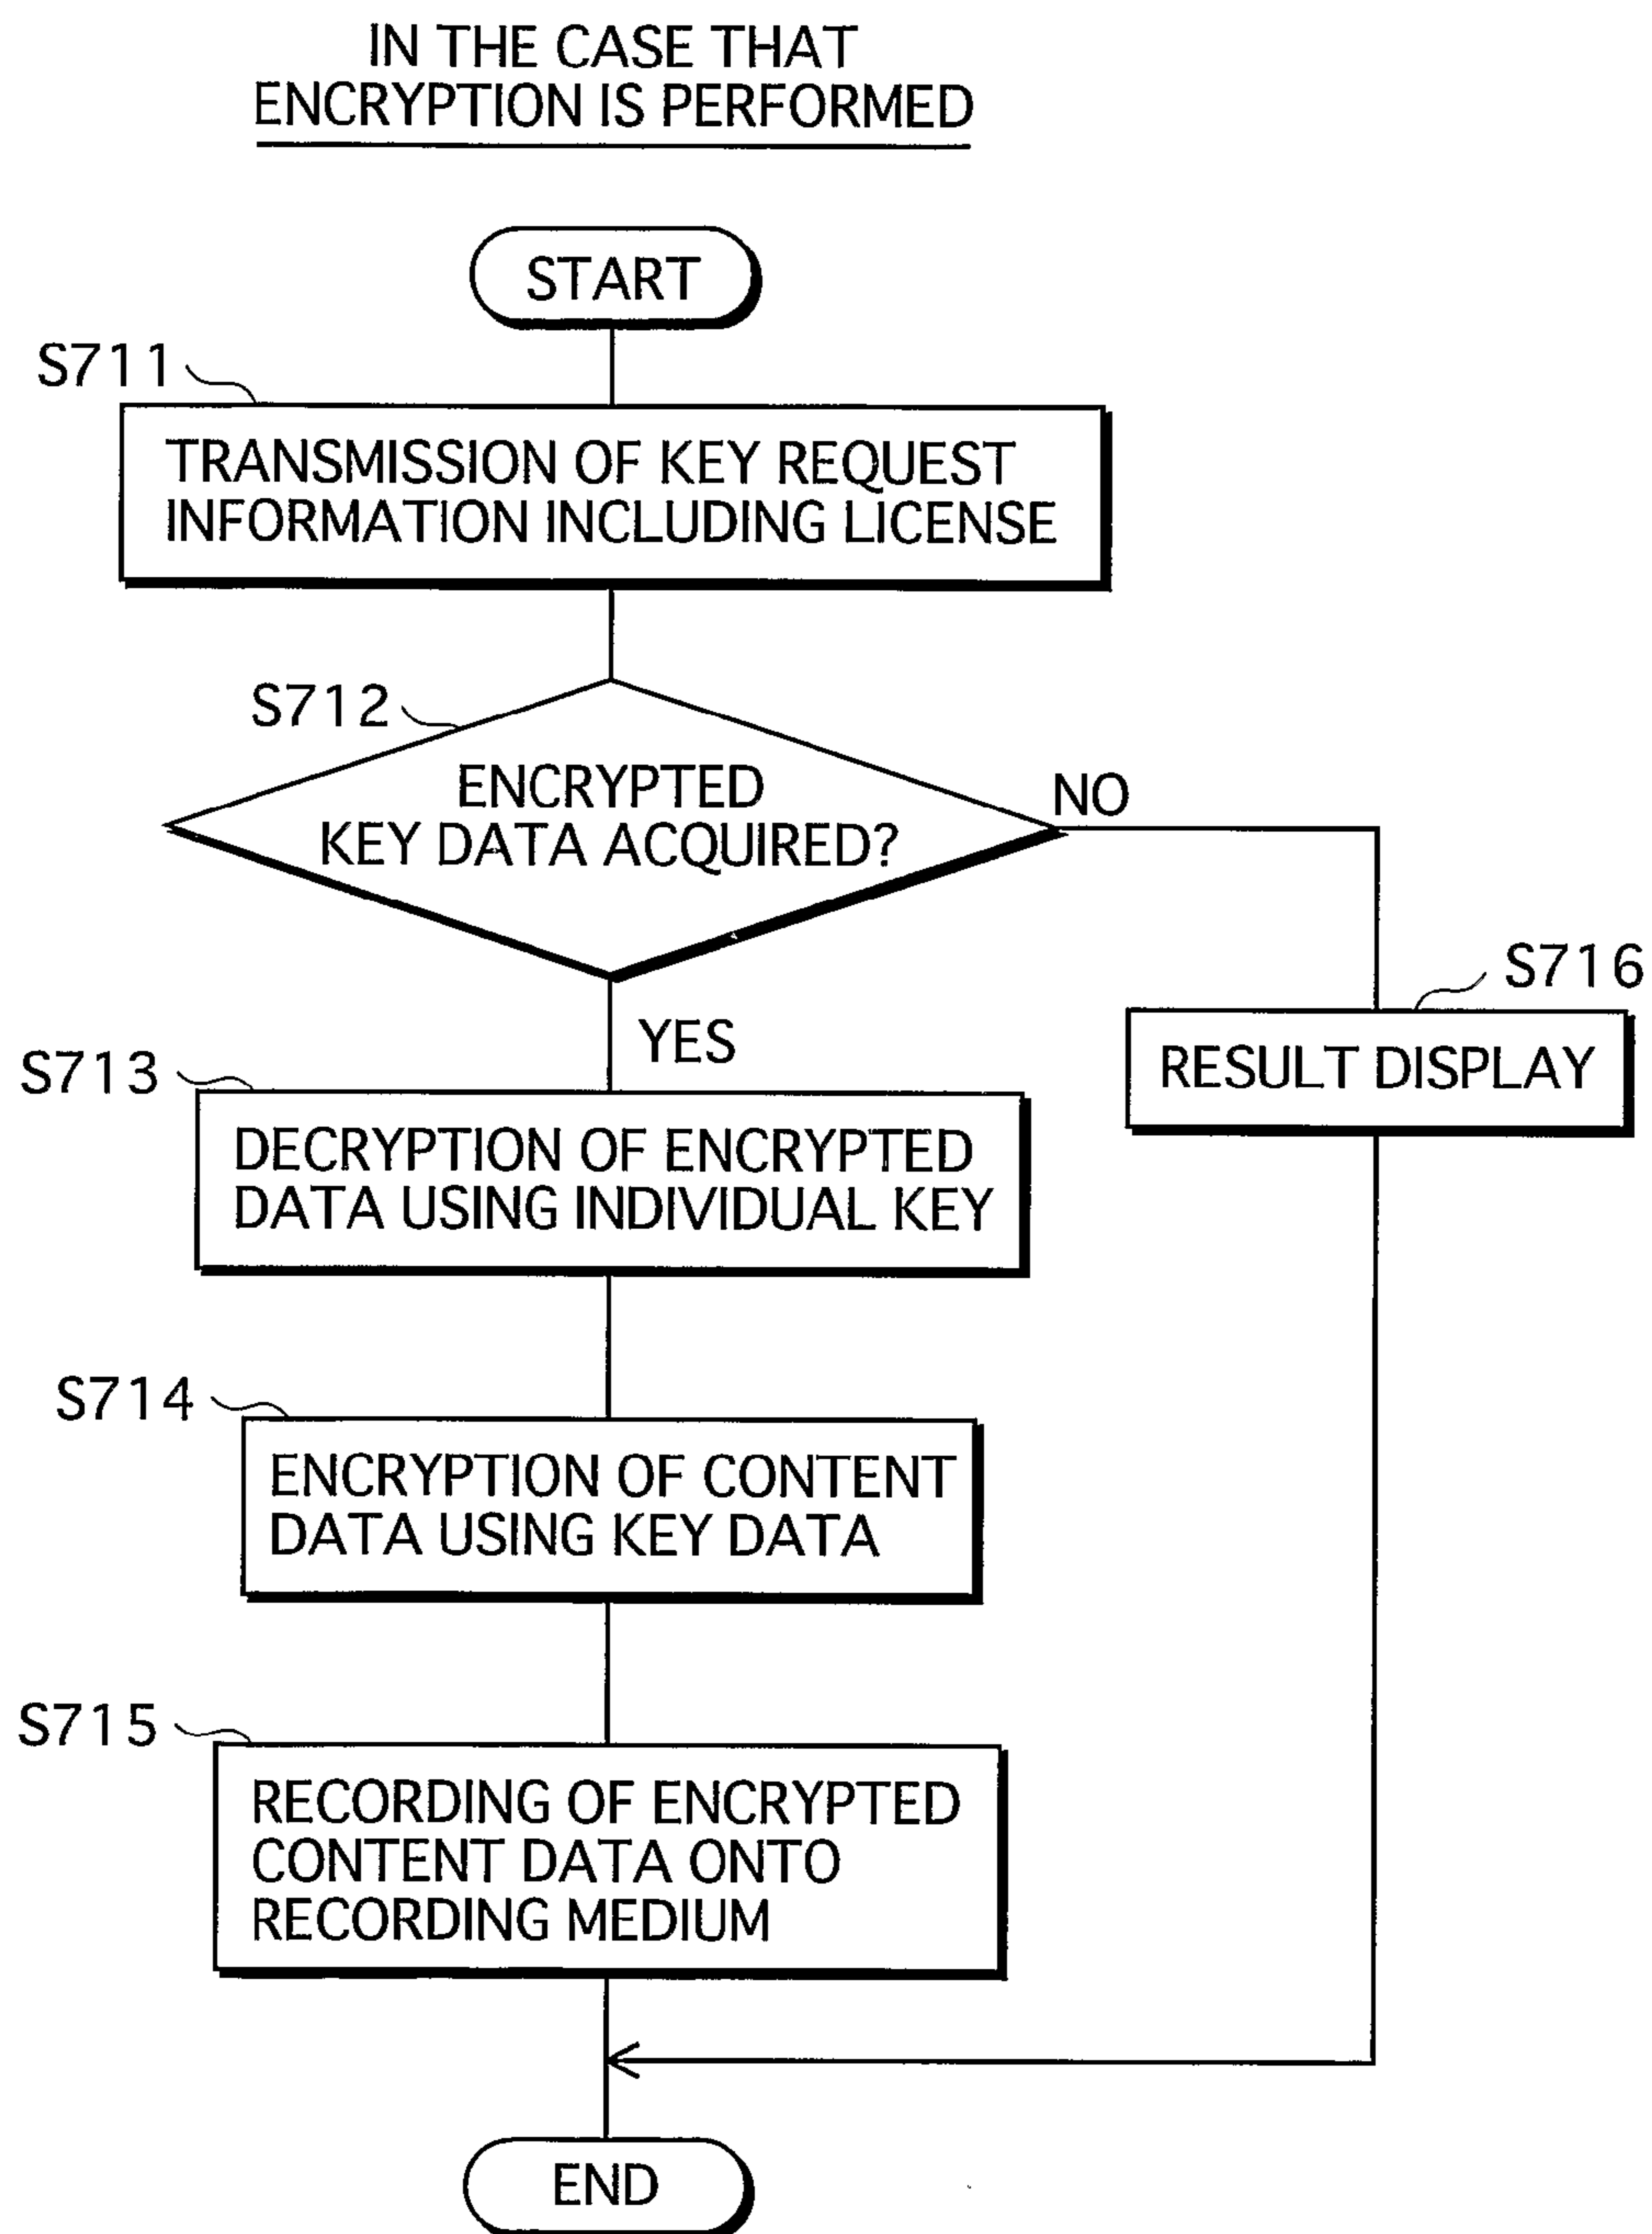 IN THE CASE THAT
ENCRYPTION IS PERFORMED
START
S711
TRANSMISSION OF KEY REQUEST
INFORMATION INCLUDING LICENSE
S712
ENCRYPTED
KEY DATA ACQUIRED?
NO
YES
S716
RESULT DISPLAY
S713
DECRYPTION OF ENCRYPTED
DATA USING INDIVIDUAL KEY
S714
ENCRYPTION OF CONTENT
DATA USING KEY DATA
S715
RECORDING OF ENCRYPTED
CONTENT DATA ONTO
RECORDING MEDIUM
END